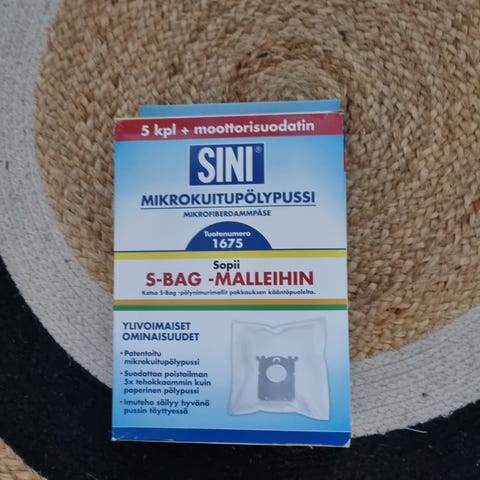 5 kpl + moottorisuodatin
SINI®
MIKROKUITUPÖLYPUSSI
MIKROFIBERDAMMPÅSE
Tuotenumero
1675
Sopii
S-BAG -MALLEIHIN
Katso S-Bag -pölynimurimallit pakkauksen kääntöpuolelta.
YLIVOIMAISET
OMINAISUUDET
• Patentoitu
mikrokuitupölypussi
• Suodattaa poistoilman
5x tehokkaammin kuin
paperinen pölypussi
• Imuteho säilyy hyvänä
pussin täyttyessä